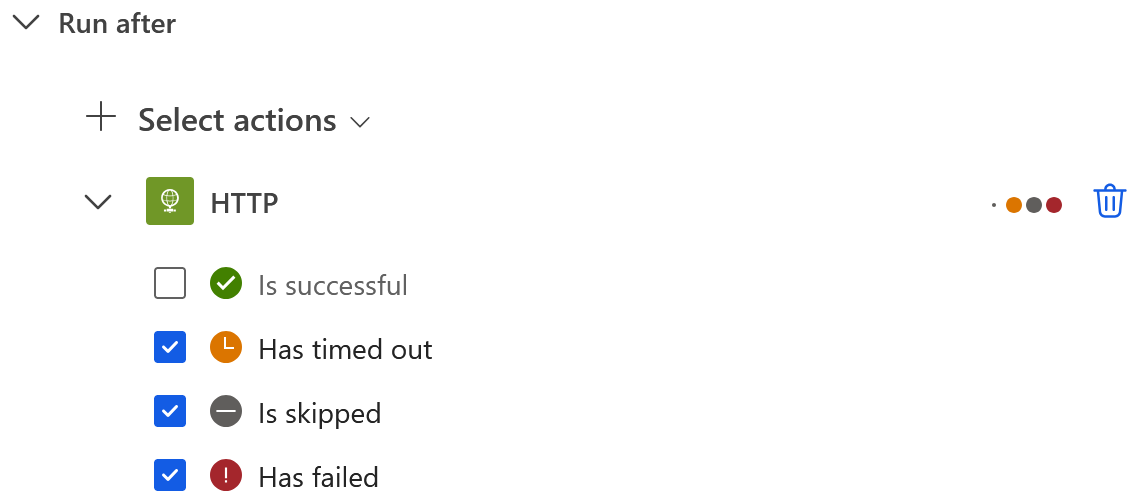 Run after
Select actions
HTTP
Is successful
Has timed out
Is skipped
Has failed